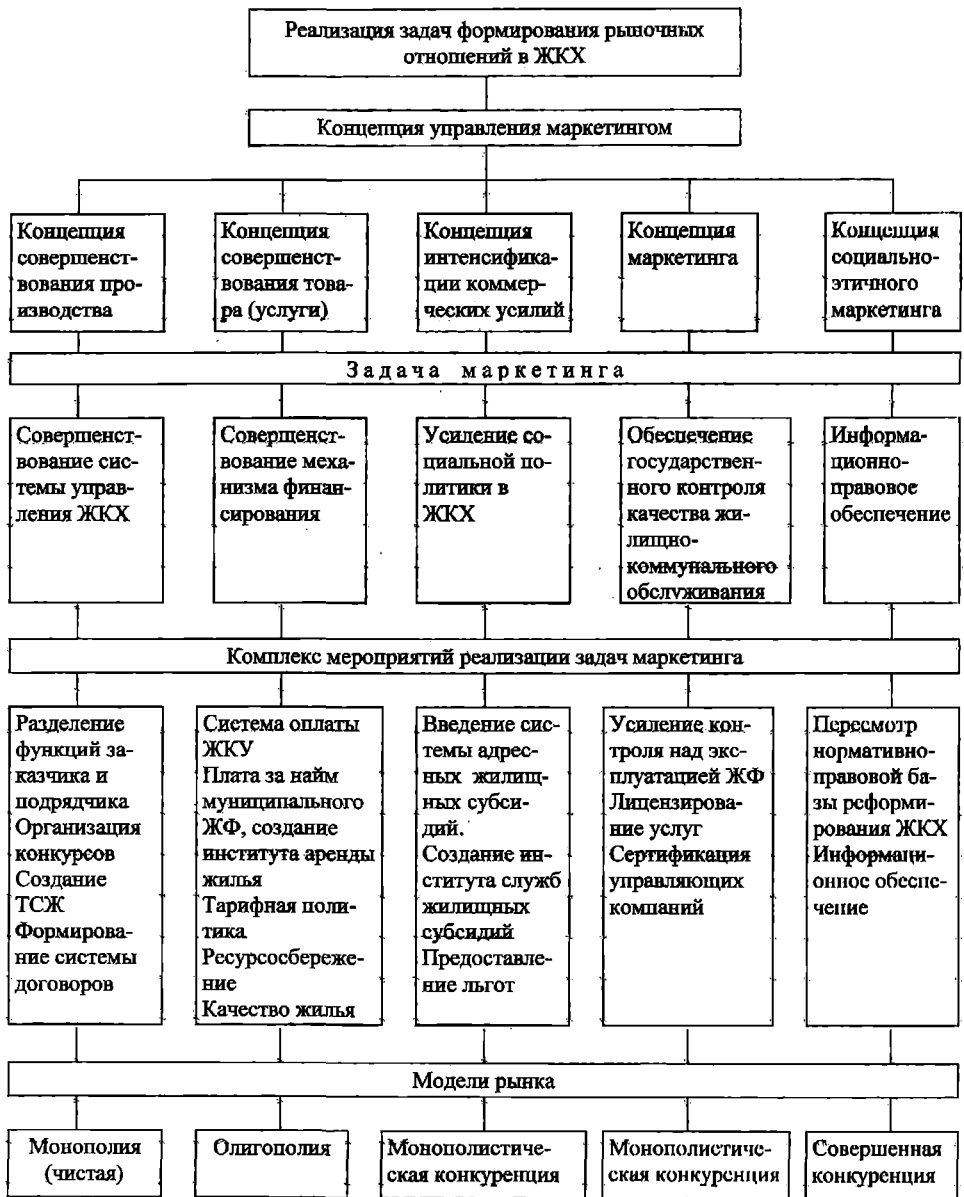 Реализация задач формирования рыночных
отношений в ЖКХ
Концепция управления маркетингом
Концепция
совершенст-
вования про-
изводства
Концепция
совершенст-
вования това-
ра (услуги)
Концепция
интенсифика-
ции коммер-
ческих усилий
Концепция
маркетинга
Концепция
социально-
этичного
маркетинга
Задача маркетинга
Совершенст-
вование сис-
темы управ-
ления ЖКХ
Совершенст-
вование меха-
низма финан-
сирования
Усиление со-
циальной по-
литики в
ЖКХ
Обеспечение
государствен-
ного контроля
качества жи-
лищно-
коммунального
обслуживания
Информа-
ционно-
правовое
обеспечение
Комплекс мероприятий реализации задач маркетинга
Разделение
функций за-
казчика и
подрядчика
Организация
конкурсов
Создание
ТСЖ
Формирова-
ние системы
договоров
Система оплаты
ЖКУ
Плата за найм
муниципального
ЖФ, создание
института аренды
жилья
Тарифная поли-
тика
Ресурсосбереже-
ние
Качество жилья
Введение сис-
темы адрес-
ных жилищ-
ных субси-
дий.
Создание ин-
ститута служб
жилищных
субсидий
Предоставле-
ние льгот
Усиление кон-
троля над экс-
плуатацией ЖФ
Лицензирова-
ние услуг
Сертификация
управляющих
компаний
Пересмотр
нормативно-
правовой ба-
зы реформи-
рования ЖКХ
Информаци-
онное обеспе-
чение
Модели рынка
Монополия
(чистая)
Олигополия
Монополистиче-
ская конкуренция
Монополистиче-
ская конкуренция
Совершенная
конкуренция